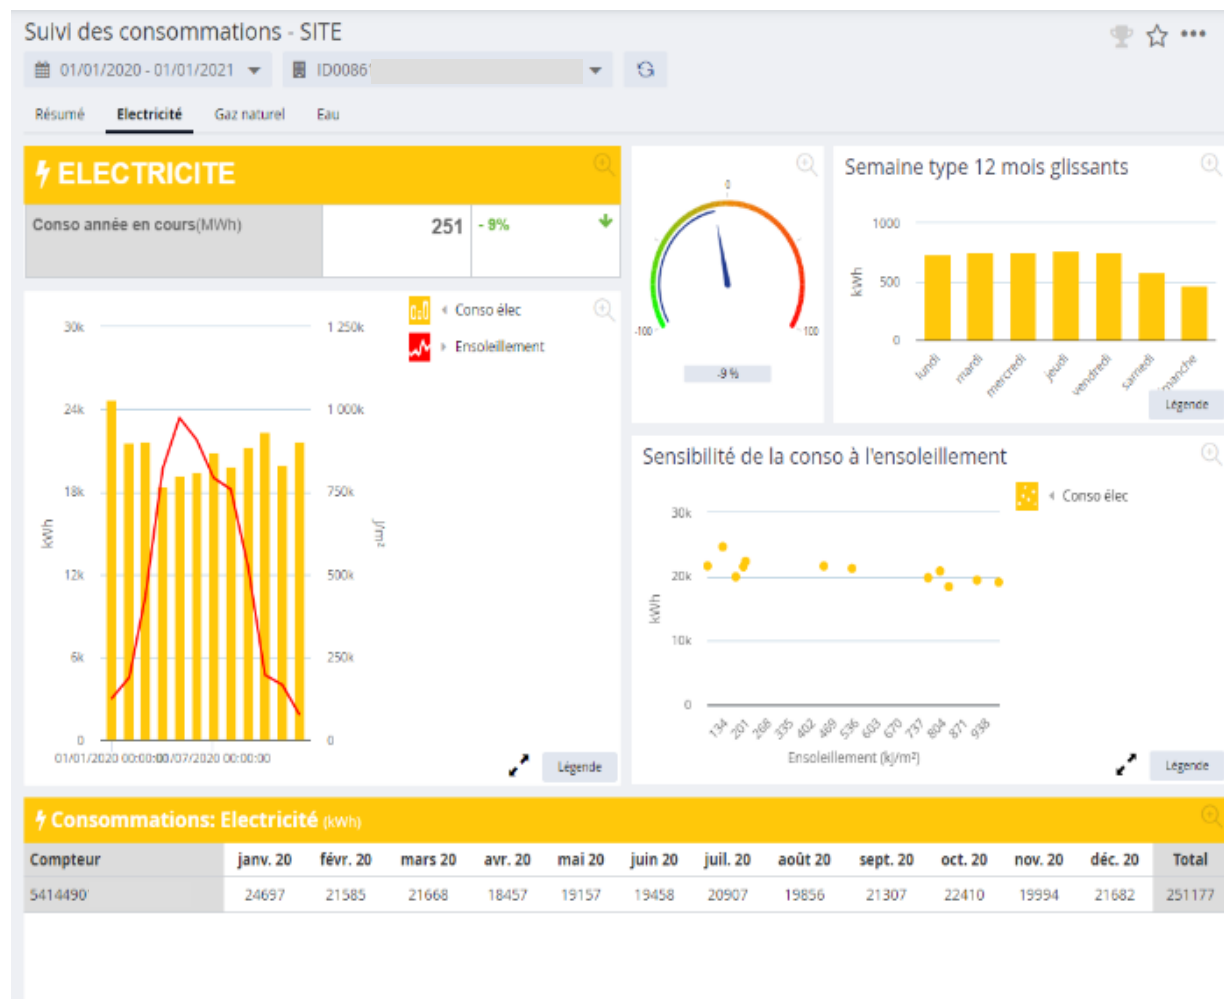 Suivi des consommations - SITE
01/01/2020 - 01/01/2021
ID0086
Résumé Electricité Gaz naturel Eau
ELECTRICITE
Conso année en cours(MWh) 251 - 9%
Conso élec
Ensoleillement
30k 1 250k
24k 1 000k
18k 750k
12k 500k
6k 250k
0 0
kWh
J/m²
01/01/2020 00:00:00 /07/2020 00:00:00
Légende
0
-100 100
-9 %
Semaine type 12 mois glissants
1000
500
0
kWh
lundi mardi mercredi jeudi vendredi samedi imanche
Légende
Sensibilité de la conso à l'ensoleillement
Conso élec
30k
20k
10k
0
kWh
134 201 268 335 402 469 536 603 670 737 804 871 938
Ensoleillement (kJ/m²)
Légende
Consommations: Electricité (kWh)
Compteur janv. 20 févr. 20 mars 20 avr. 20 mai 20 juin 20 juil. 20 août 20 sept. 20 oct. 20 nov. 20 déc. 20 Total
5414490 24697 21585 21668 18457 19157 19458 20907 19856 21307 22410 19994 21682 251177